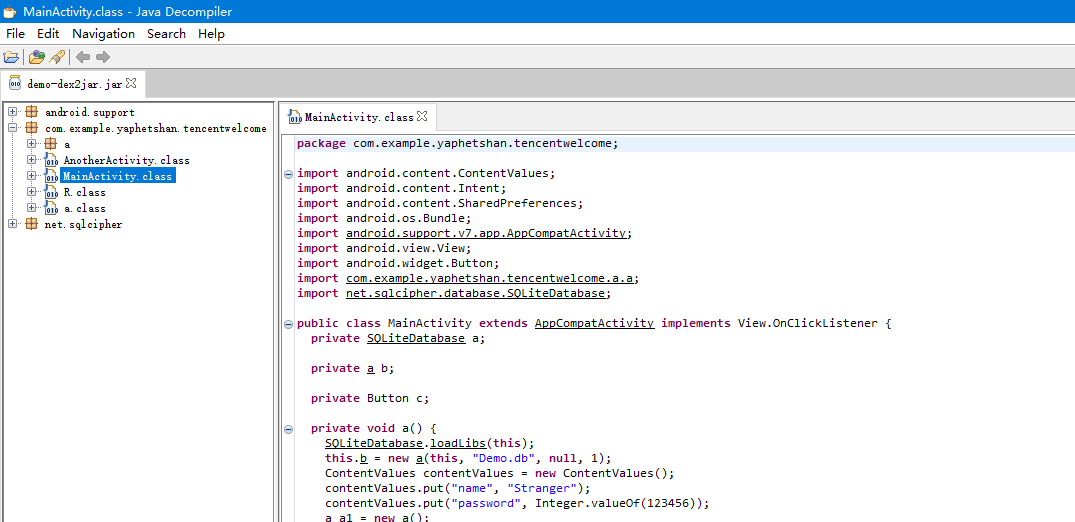 MainActivity.class - Java Decompiler
File Edit Navigation Search Help
demo-dex2jar.jar
android.support
com.example.yaphetshan.tencentwelcome
a
AnotherActivity.class
MainActivity.class
R.class
a.class
net.sqlcipher
MainActivity.class
package com.example.yaphetshan.tencentwelcome;
import android.content.ContentValues;
import android.content.Intent;
import android.content.SharedPreferences;
import android.os.Bundle;
import android.support.v7.app.AppCompatActivity;
import android.view.View;
import android.widget.Button;
import com.example.yaphetshan.tencentwelcome.a.a;
import net.sqlcipher.database.SQLiteDatabase;
public class MainActivity extends AppCompatActivity implements View.OnClickListener {
private SQLiteDatabase a;
private a b;
private Button c;
private void a() {
SQLiteDatabase.loadLibs(this);
this.b = new a(this, "Demo.db", null, 1);
ContentValues contentValues = new ContentValues();
contentValues.put("name", "Stranger");
contentValues.put("password", Integer.valueOf(123456));
a a1 = new a();